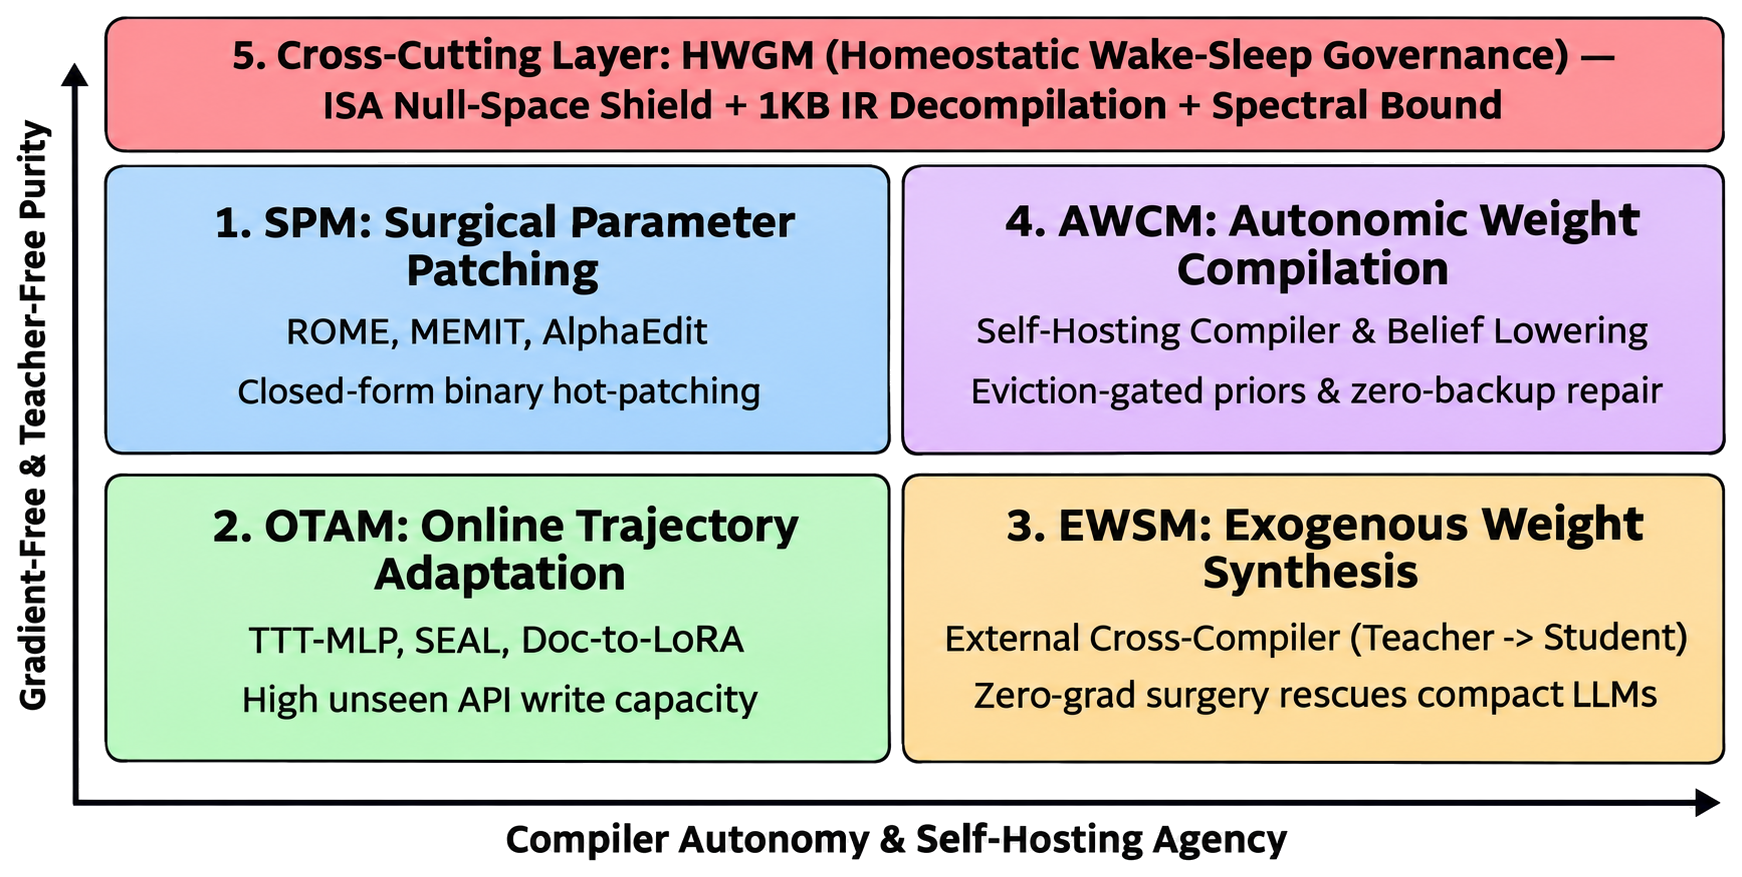 5. Cross-Cutting Layer: HWGM (Homeostatic Wake-Sleep Governance) —
ISA Null-Space Shield + 1KB IR Decompilation + Spectral Bound
Gradient-Free & Teacher-Free Purity
1. SPM: Surgical Parameter
Patching
ROME, MEMIT, AlphaEdit
Closed-form binary hot-patching
4. AWCM: Autonomic Weight
Compilation
Self-Hosting Compiler & Belief Lowering
Eviction-gated priors & zero-backup repair
2. OTAM: Online Trajectory
Adaptation
TTT-MLP, SEAL, Doc-to-LoRA
High unseen API write capacity
3. EWSM: Exogenous Weight
Synthesis
External Cross-Compiler (Teacher -> Student)
Zero-grad surgery rescues compact LLMs
Compiler Autonomy & Self-Hosting Agency